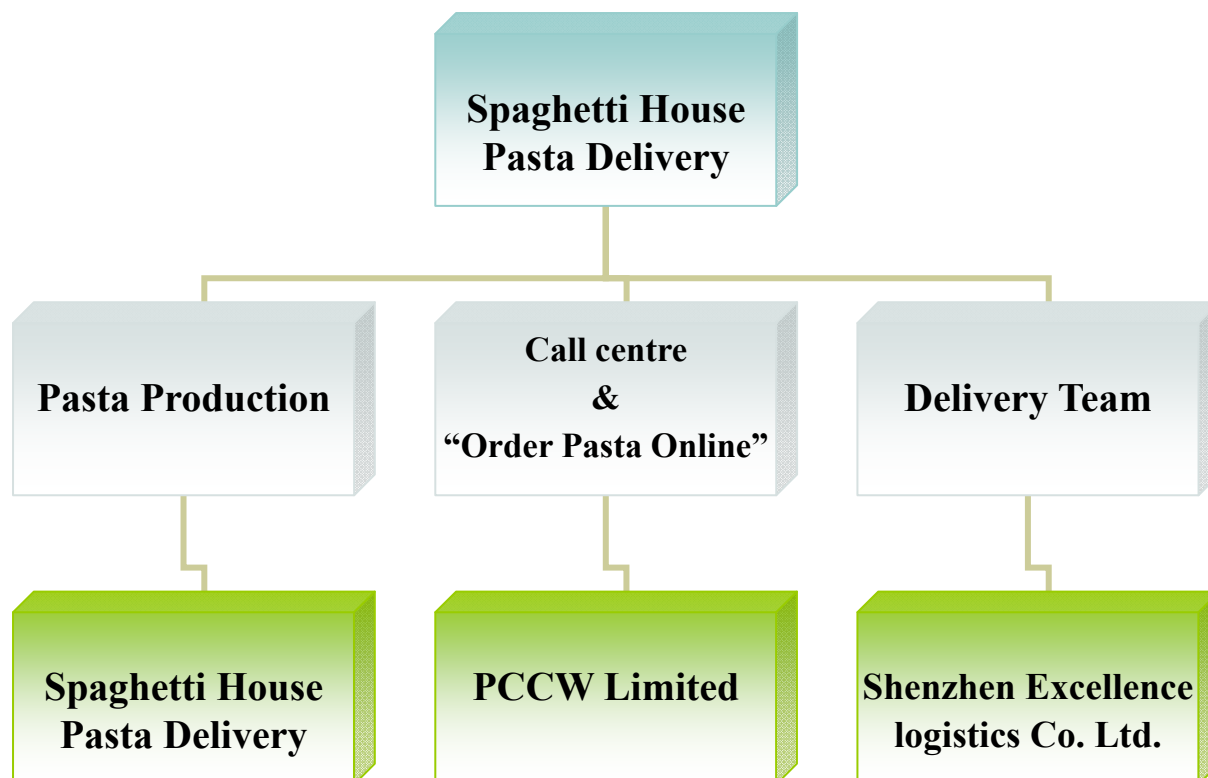 Spaghetti House
Pasta Delivery
Pasta Production
Call centre
&
“Order Pasta Online”
Delivery Team
Spaghetti House
Pasta Delivery
PCCW Limited
Shenzhen Excellence
logistics Co. Ltd.